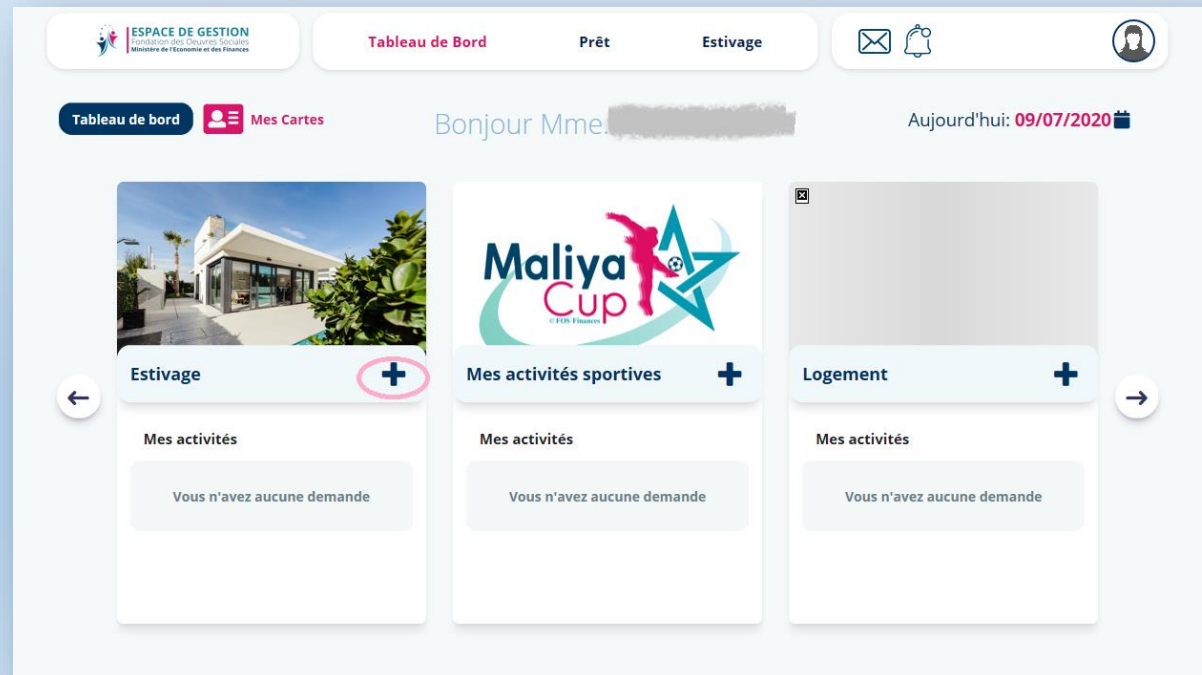 ESPACE DE GESTION
Fondation des Oeuvres Sociales
Ministère de l'Economie et des Finances
Tableau de Bord
Prêt
Estivage
Tableau de bord
Mes Cartes
Bonjour Mme.
Aujourd'hui: 09/07/2020
Maliya
Cup
© FOS-Finances
Estivage
Mes activités sportives
Logement
Mes activités
Mes activités
Mes activités
Vous n'avez aucune demande
Vous n'avez aucune demande
Vous n'avez aucune demande